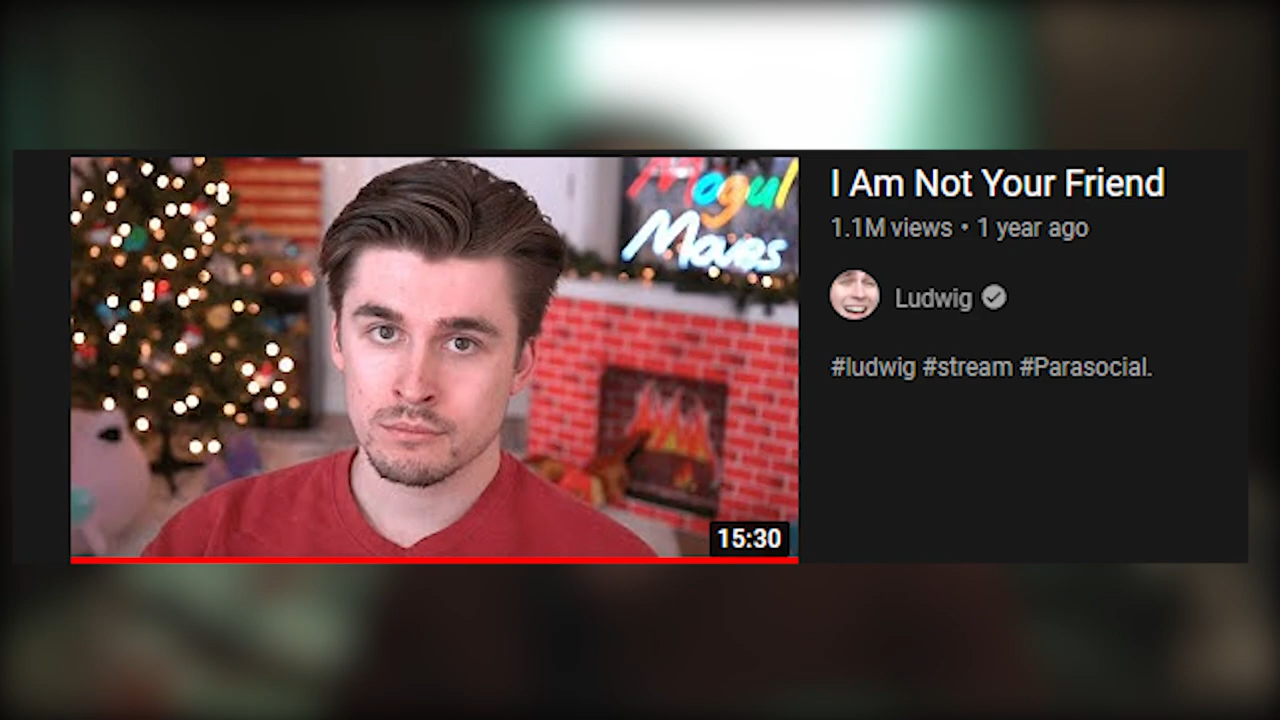 Mogul
Moves
15:30
I Am Not Your Friend
1.1M views • 1 year ago
Ludwig
#ludwig #stream #Parasocial.